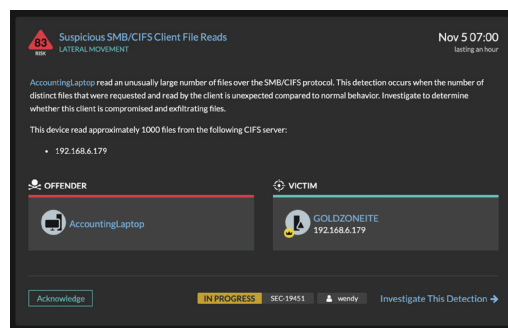 83
RISK
Suspicious SMB/CIFS Client File Reads
LATERAL MOVEMENT
Nov 5 07:00
lasting an hour
AccountingLaptop read an unusually large number of files over the SMB/CIFS protocol. This detection occurs when the number of
distinct files that were requested and read by the client is unexpected compared to normal behavior. Investigate to determine
whether this client is compromised and exfiltrating files.
This device read approximately 1000 files from the following CIFS server:
• 192.168.6.179
OFFENDER
VICTIM
AccountingLaptop
GOLDZONEITE
192.168.6.179
Acknowledge
IN PROGRESS
SEC-19451
wendy
Investigate This Detection →